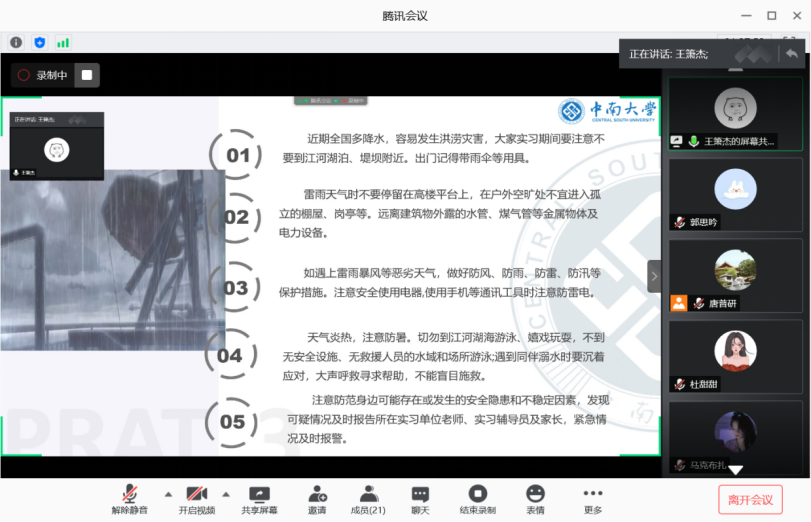 腾讯会议
正在讲话: 王箫杰;
录制中
正在讲话: 王箫杰;
王箫杰
中南大学
CENTRAL SOUTH UNIVERSITY
01
近期全国多降水，容易发生洪涝灾害，大家实习期间要注意不
要到江河湖泊、堤坝附近。出门记得带雨伞等用具。
02
雷雨天气时不要停留在高楼平台上，在户外空旷处不宜进入孤
立的棚屋、岗亭等。远离建筑物外露的水管、煤气管等金属物体及
电力设备。
03
如遇上雷雨暴风等恶劣天气，做好防风、防雨、防雷、防汛等
保护措施。注意安全使用电器,使用手机等通讯工具时注意防雷电。
04
天气炎热，注意防暑。切勿到江河湖海游泳、嬉戏玩耍，不到
无安全设施、无救援人员的水域和场所游泳;遇到同伴溺水时要沉着
应对，大声呼救寻求帮助，不能盲目施救。
05
注意防范身边可能存在或发生的安全隐患和不稳定因素，发现
可疑情况及时报告所在实习单位老师、实习辅导员及家长，紧急情
况及时报警。
PRAT 3
CENTRAL SOU
南
王箫杰的屏幕共...
郭思吟
唐普研
杜甜甜
马克布扎
解除静音
开启视频
共享屏幕
邀请
成员(21)
聊天
结束录制
表情
更多
离开会议